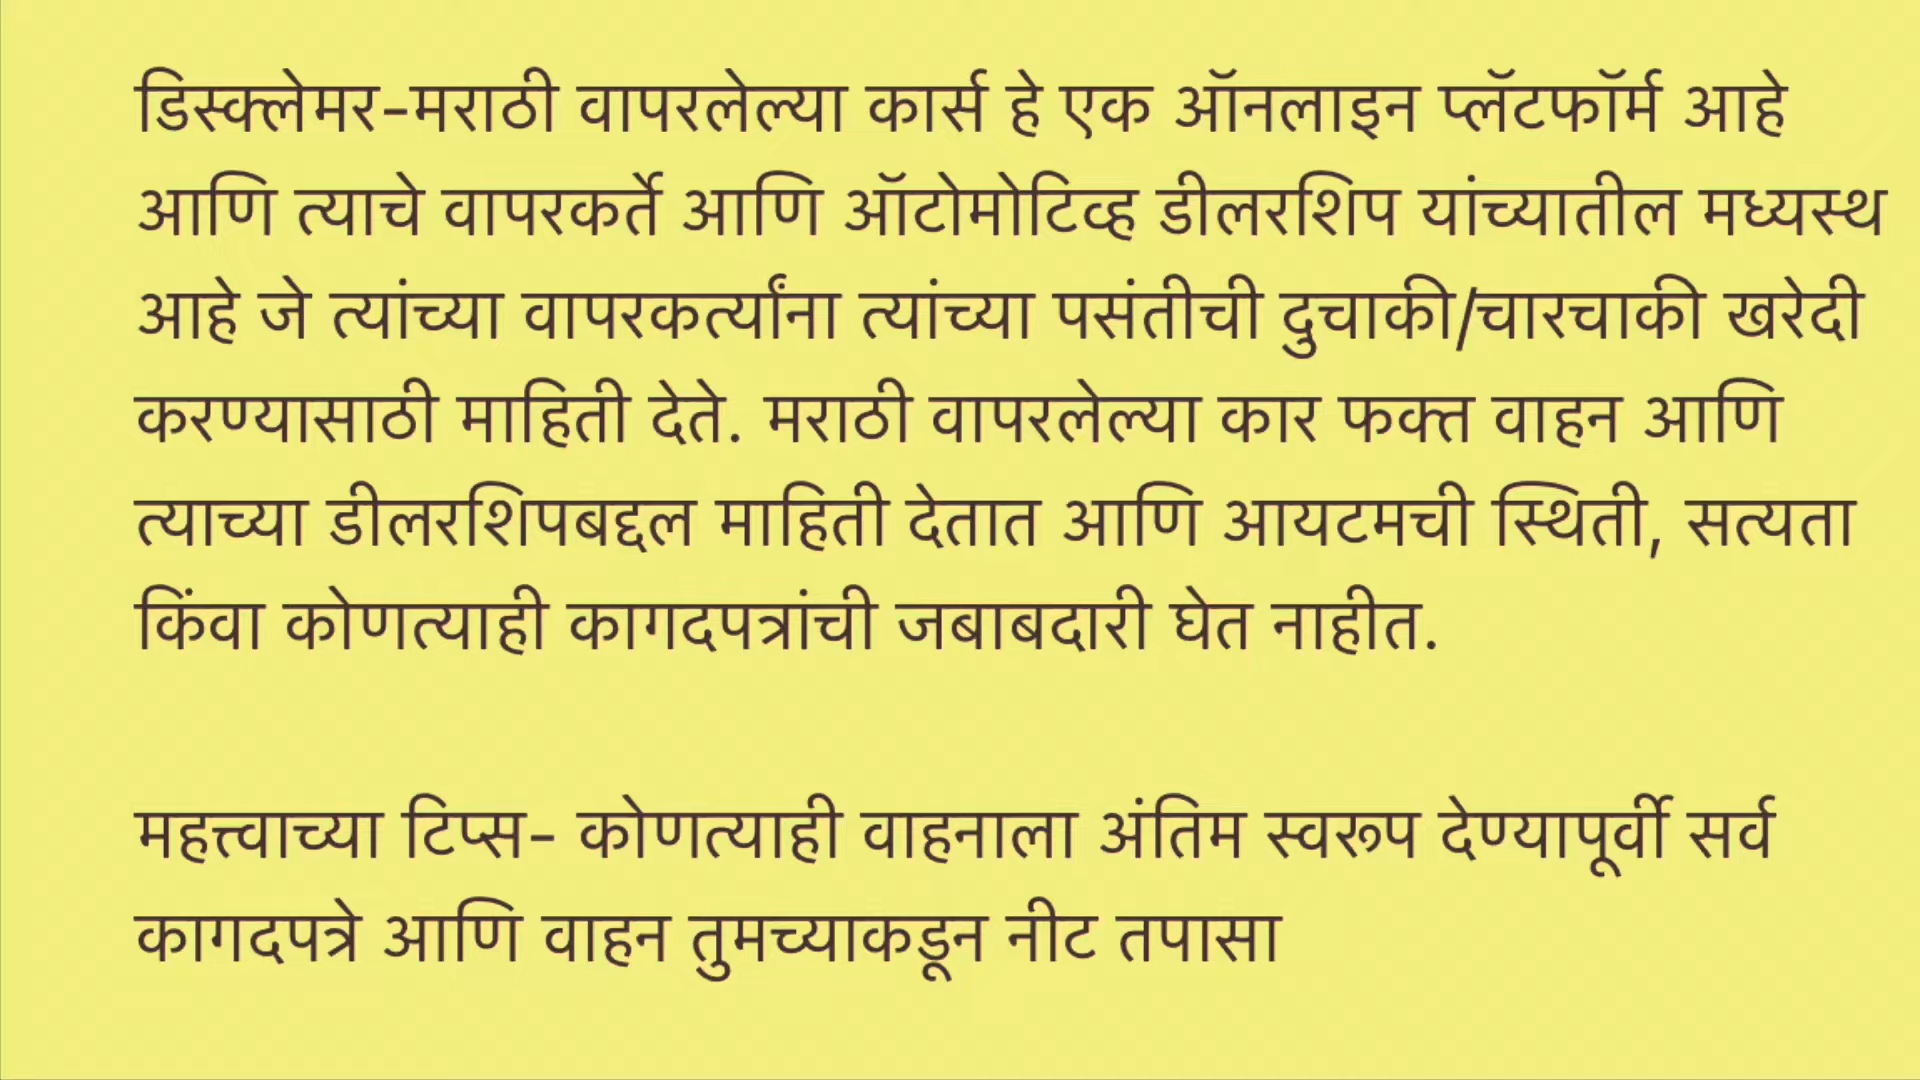 डिस्क्लेमर-मराठी वापरलेल्या कार्स हे एक ऑनलाइन प्लॅटफॉर्म आहे
आणि त्याचे वापरकर्ते आणि ऑटोमोटिव्ह डीलरशिप यांच्यातील मध्यस्थ
आहे जे त्यांच्या वापरकर्त्यांना त्यांच्या पसंतीची दुचाकी/चारचाकी खरेदी
करण्यासाठी माहिती देते. मराठी वापरलेल्या कार फक्त वाहन आणि
त्याच्या डीलरशिपबद्दल माहिती देतात आणि आयटमची स्थिती, सत्यता
किंवा कोणत्याही कागदपत्रांची जबाबदारी घेत नाहीत.
महत्त्वाच्या टिप्स- कोणत्याही वाहनाला अंतिम स्वरूप देण्यापूर्वी सर्व
कागदपत्रे आणि वाहन तुमच्याकडून नीट तपासा